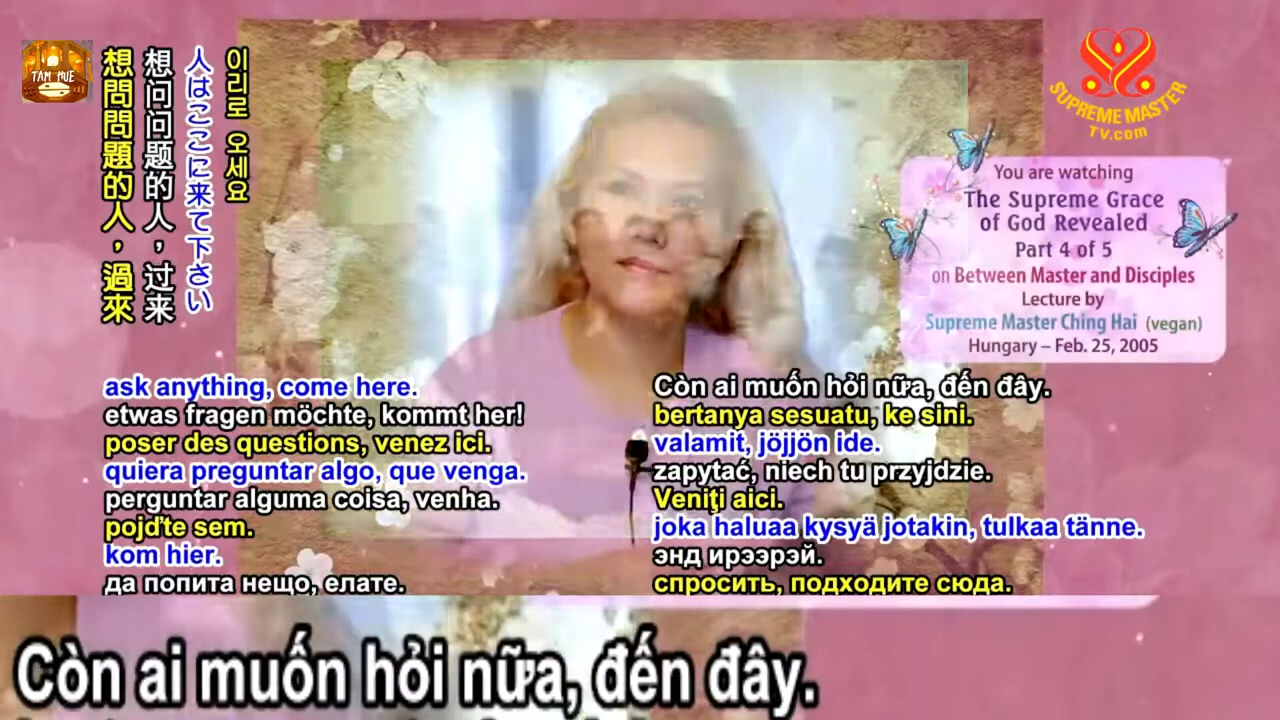 TÂM HUỆ
SUPREME MASTER
TV.com
이리로 오세요
人はここに来て下さい
想问问题的人，过来
想問問題的人，過來
You are watching
The Supreme Grace
of God Revealed
Part 4 of 5
on Between Master and Disciples
Lecture by
Supreme Master Ching Hai (vegan)
Hungary – Feb. 25, 2005
ask anything, come here.
etwas fragen möchte, kommt her!
poser des questions, venez ici.
quiera preguntar algo, que venga.
perguntar alguma coisa, venha.
pojďte sem.
kom hier.
да попита нещо, елате.
Còn ai muốn hỏi nữa, đến đây.
bertanya sesuatu, ke sini.
valamit, jöjjön ide.
zapytać, niech tu przyjdzie.
Veniţi aici.
joka haluaa kysyä jotakin, tulkaa tänne.
энд ирээрэй.
спросить, подходите сюда.
Còn ai muốn hỏi nữa, đến đây.